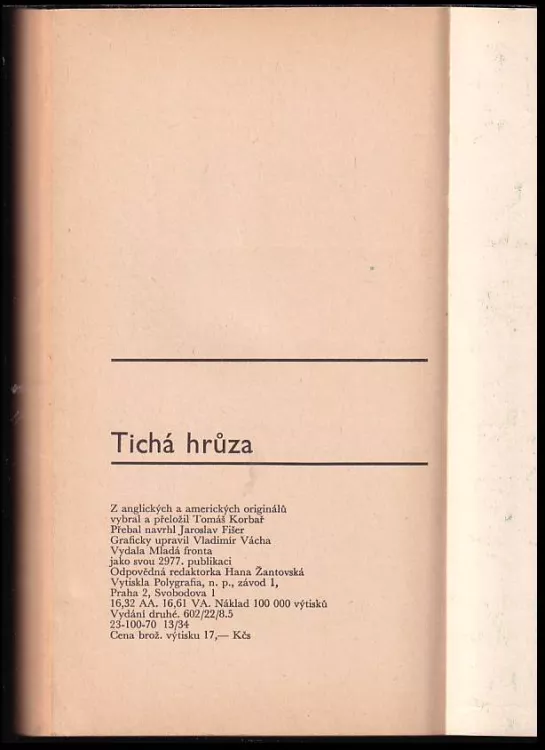 Tichá hrůza
Z anglických a amerických originálů
vybral a přeložil Tomáš Korbař
Přebal navrhl Jaroslav Fišer
Graficky upravil Vladimír Vácha
Vydala Mladá fronta
jako svou 2977. publikaci
Odpovědná redaktorka Hana Žantovská
Vytiskla Polygrafia, n. p., závod 1,
Praha 2, Svobodova 1
16,32 AA. 16,61 VA. Náklad 100 000 výtisků
Vydání druhé. 602/22/8.5
23-100-70 13/34
Cena brož. výtisku 17,— Kčs